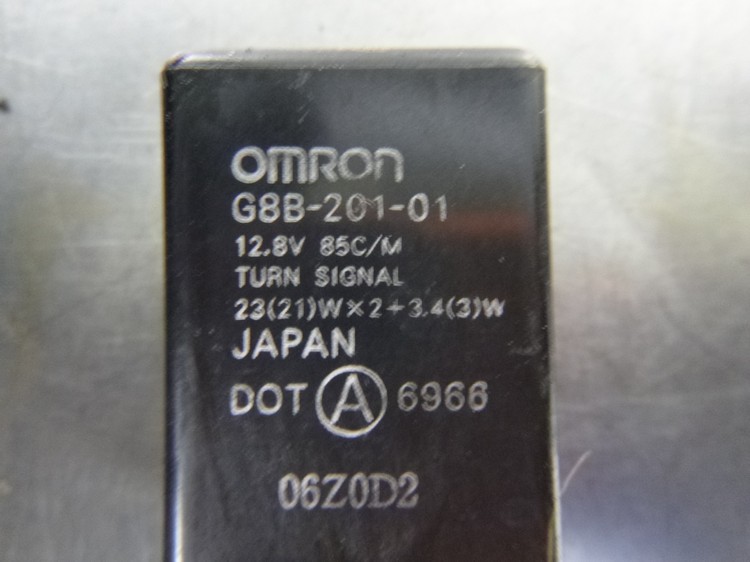 OMRON
G8B-201-01
12.8V 85C/M
TURN SIGNAL
23(21)W×2+3.4(3)W
JAPAN
DOT A 6966
06Z0D2